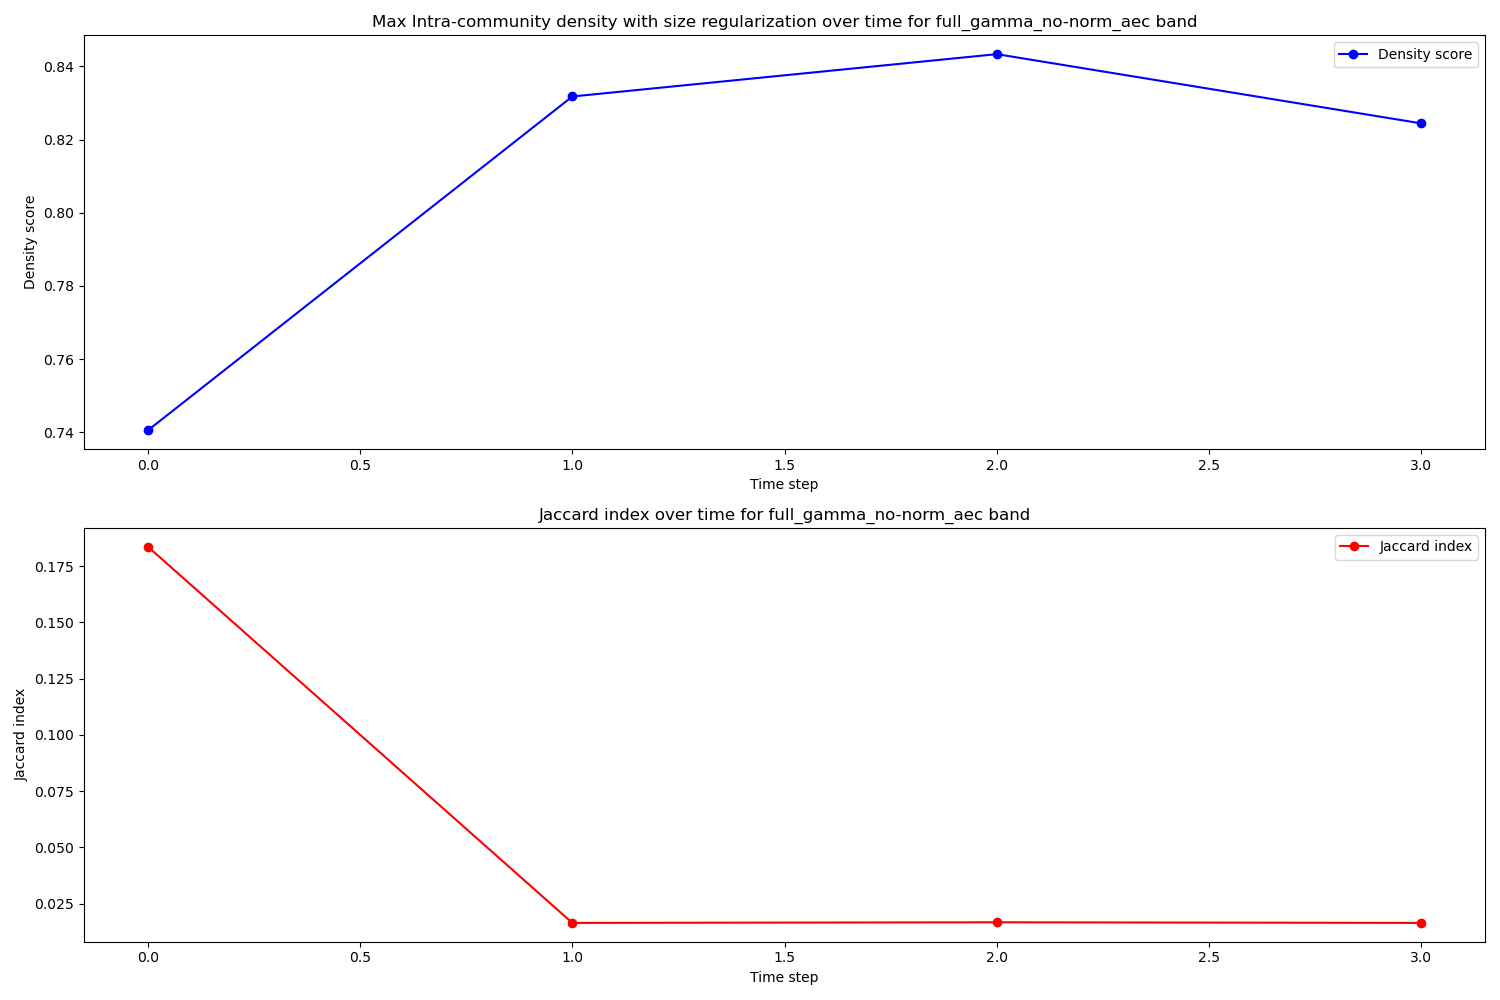 Max Intra-community density with size regularization over time for full_gamma_no-norm_aec band
Density score
0.84
0.82
0.80
0.78
0.76
0.74
Density score
0.0 0.5 1.0 1.5 2.0 2.5 3.0
Time step
Jaccard index over time for full_gamma_no-norm_aec band
Jaccard index
0.175
0.150
0.125
0.100
0.075
0.050
0.025
Jaccard index
0.0 0.5 1.0 1.5 2.0 2.5 3.0
Time step